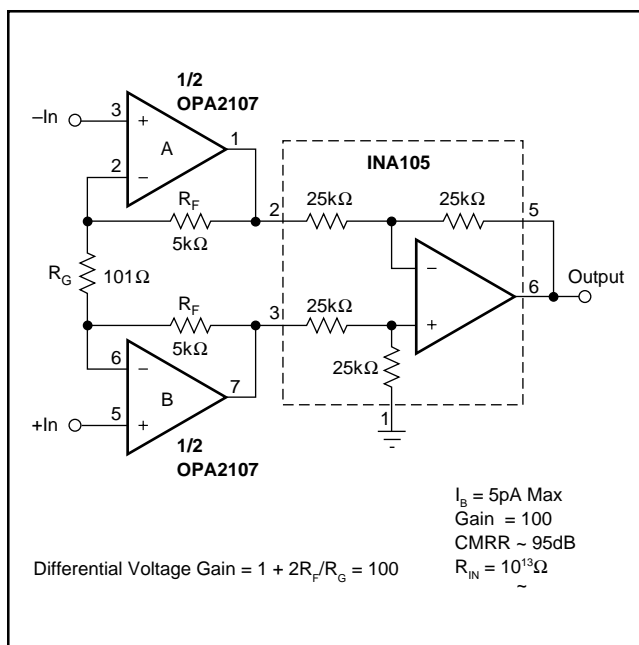 1/2
OPA2107
–In
3
+
A
1
2
–
INA105
R_F
5kΩ
2
25kΩ
25kΩ
5
R_G
101Ω
–
6
Output
+
R_F
5kΩ
3
25kΩ
25kΩ
6
–
B
7
+In
5
+
1
1/2
OPA2107
I_B = 5pA Max
Gain = 100
CMRR ~ 95dB
R_IN = 10¹³Ω
~
Differential Voltage Gain = 1 + 2R_F/R_G = 100